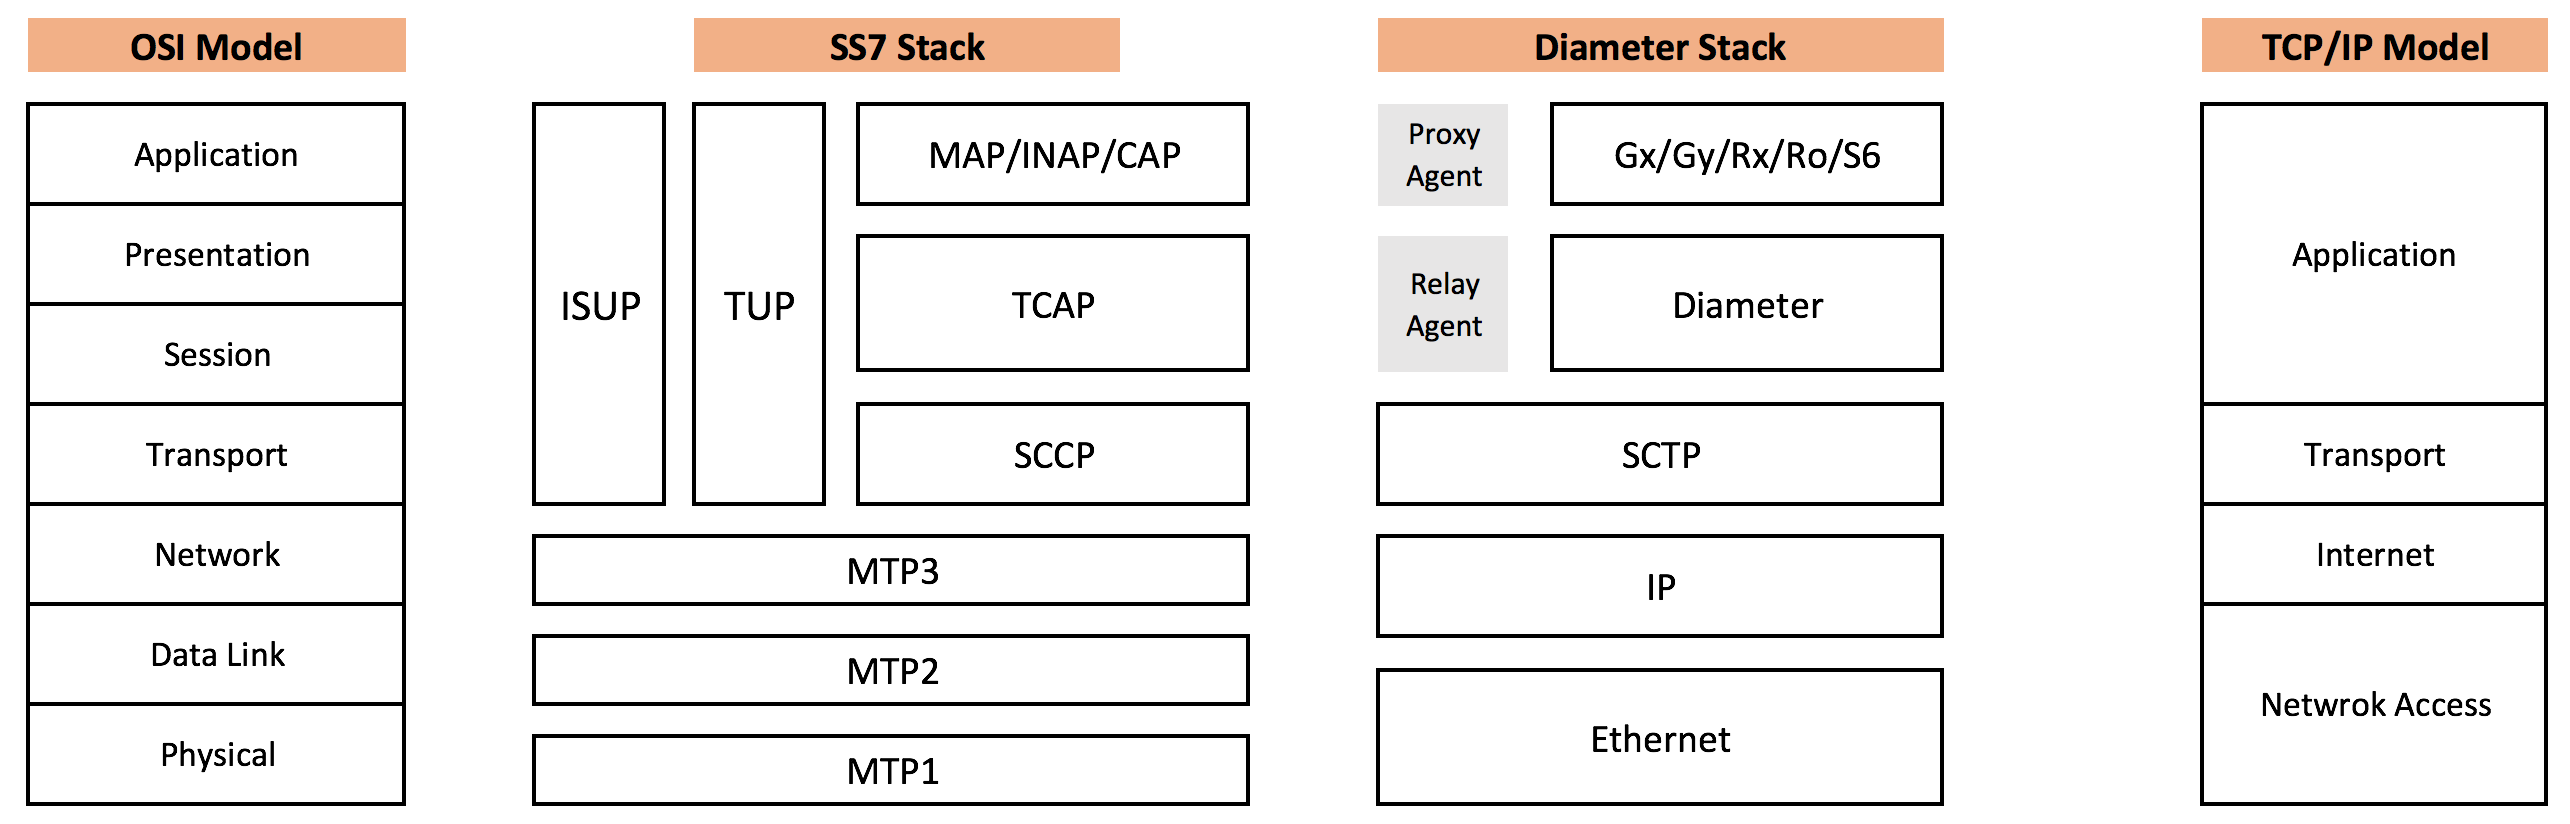 OSI Model
Application
Presentation
Session
Transport
Network
Data Link
Physical
SS7 Stack
ISUP
TUP
MAP/INAP/CAP
TCAP
SCCP
MTP3
MTP2
MTP1
Diameter Stack
Proxy
Agent
Gx/Gy/Rx/Ro/S6
Relay
Agent
Diameter
SCTP
IP
Ethernet
TCP/IP Model
Application
Transport
Internet
Netwrok Access